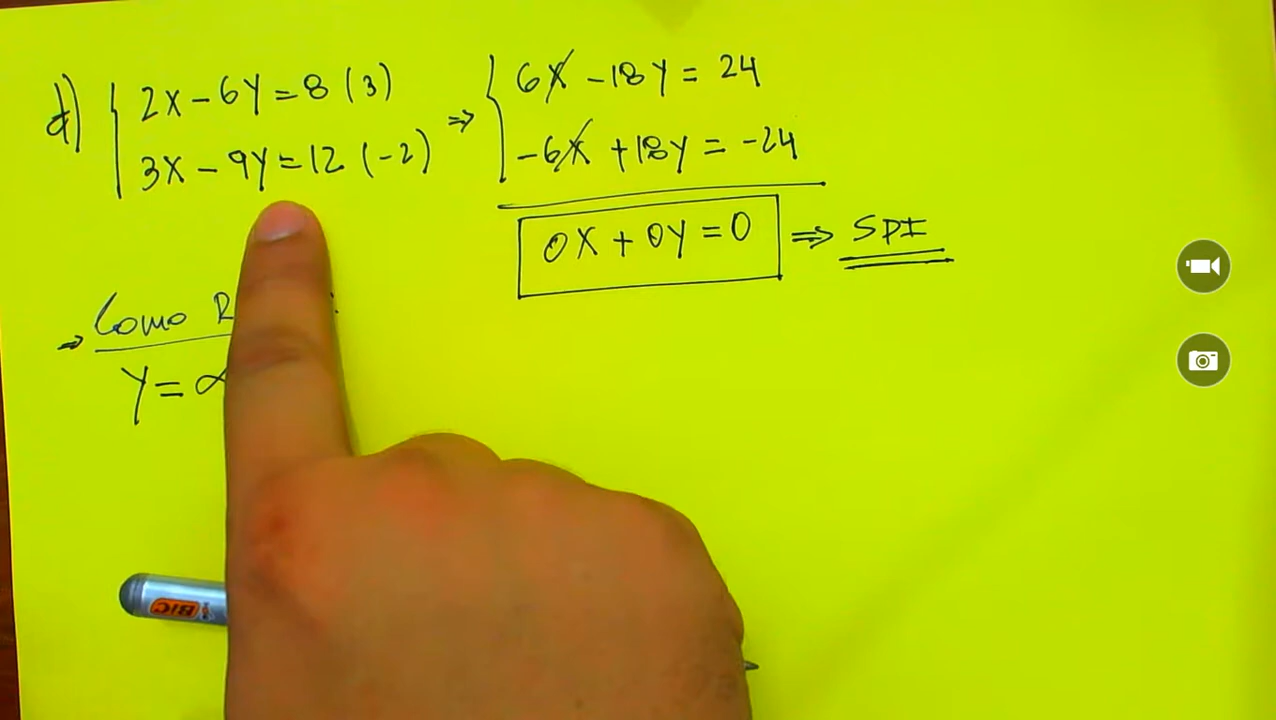 d) { 2X - 6Y = 8 (3)
3X - 9Y = 12 (-2)
⇒ { 6X - 18Y = 24
-6X + 18Y = -24
0X + 0Y = 0 ⇒ SPI
→ Como
Y = α
BIC